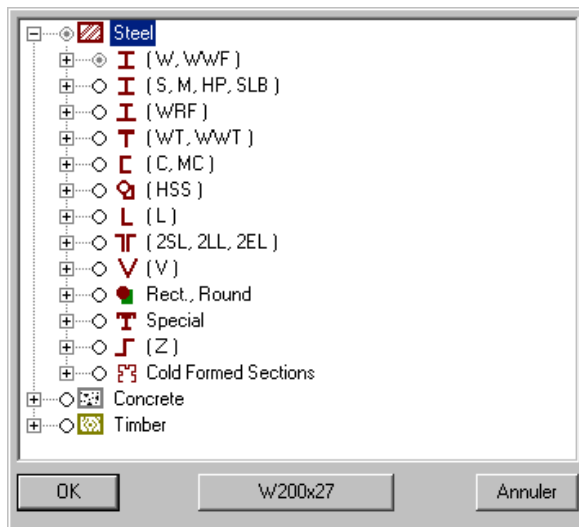 Steel
( W, WWF )
( S, M, HP, SLB )
( WRF )
( WT, WWT )
( C, MC )
( HSS )
( L )
( 2SL, 2LL, 2EL )
( V )
Rect., Round
Special
( Z )
Cold Formed Sections
Concrete
Timber
OK W200x27 Annuler